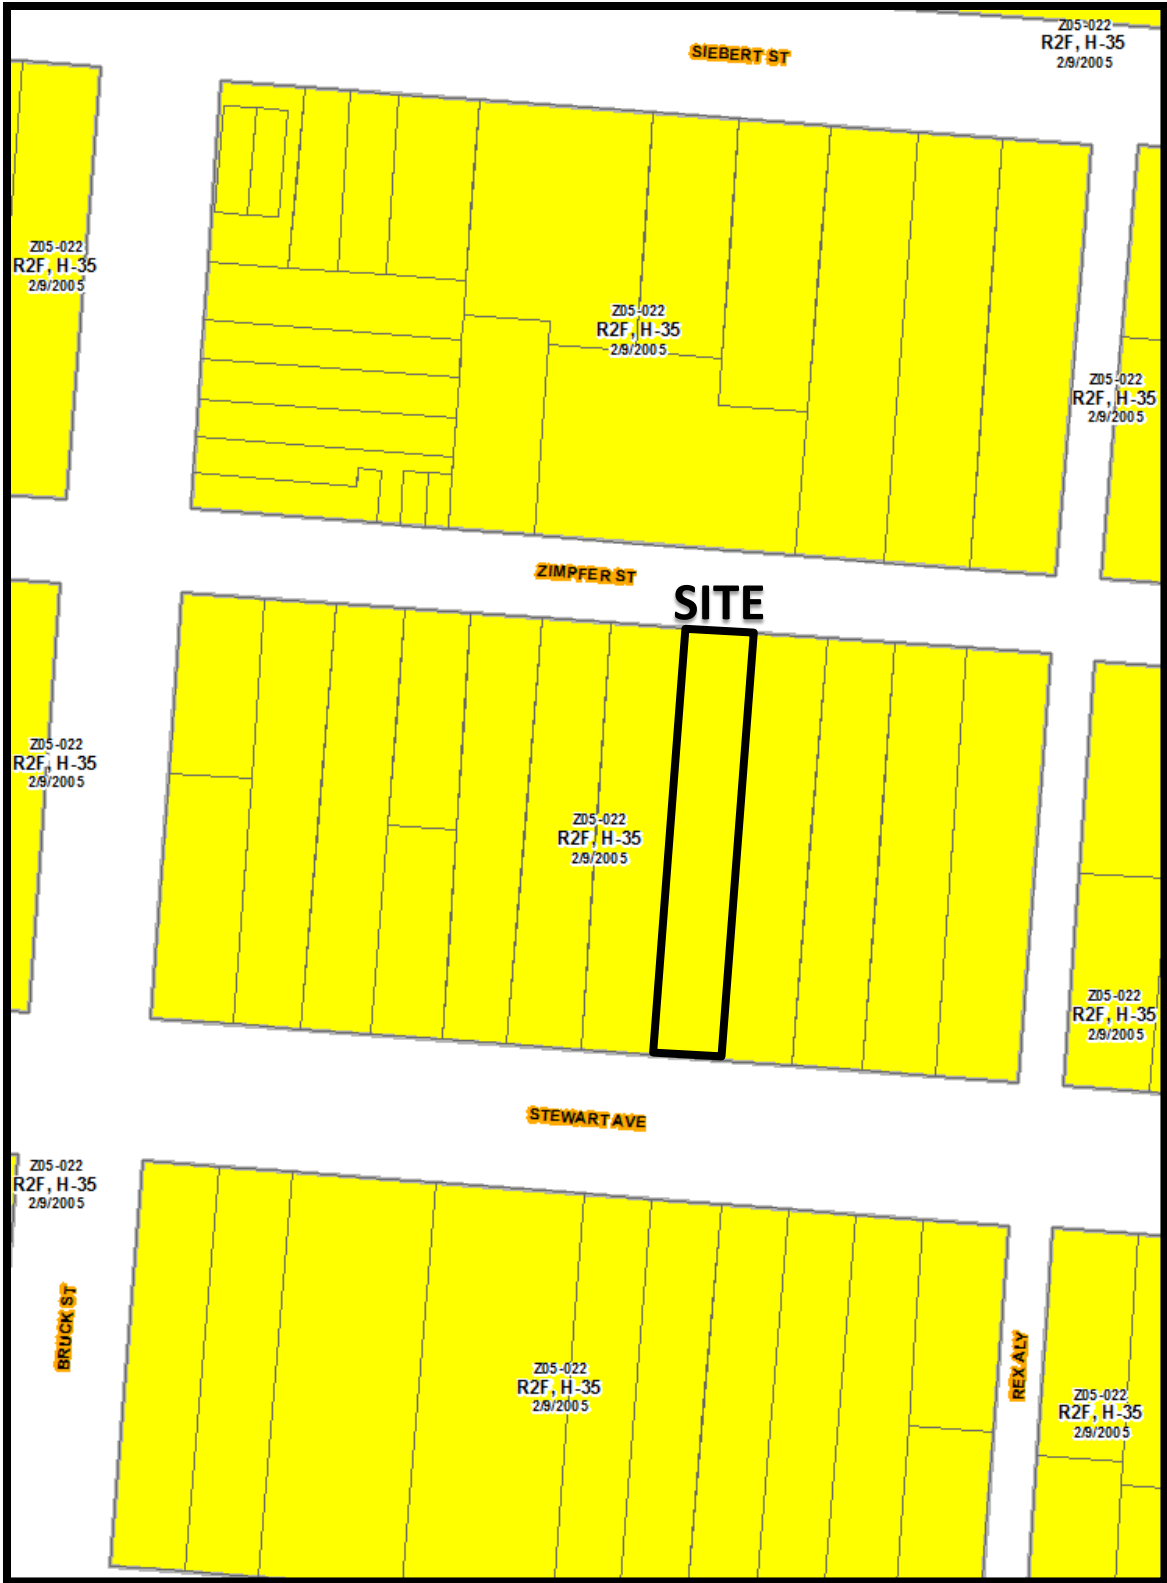 SIEBERT ST
Z05-022
R2F, H-35
2/9/2005
Z05-022
R2F, H-35
2/9/2005
Z05-022
R2F, H-35
2/9/2005
Z05-022
R2F, H-35
2/9/2005
ZIMPFER ST
SITE
Z05-022
R2F, H-35
2/9/2005
Z05-022
R2F, H-35
2/9/2005
Z05-022
R2F, H-35
2/9/2005
STEWART AVE
Z05-022
R2F, H-35
2/9/2005
BRUCK ST
REX ALY
Z05-022
R2F, H-35
2/9/2005
Z05-022
R2F, H-35
2/9/2005